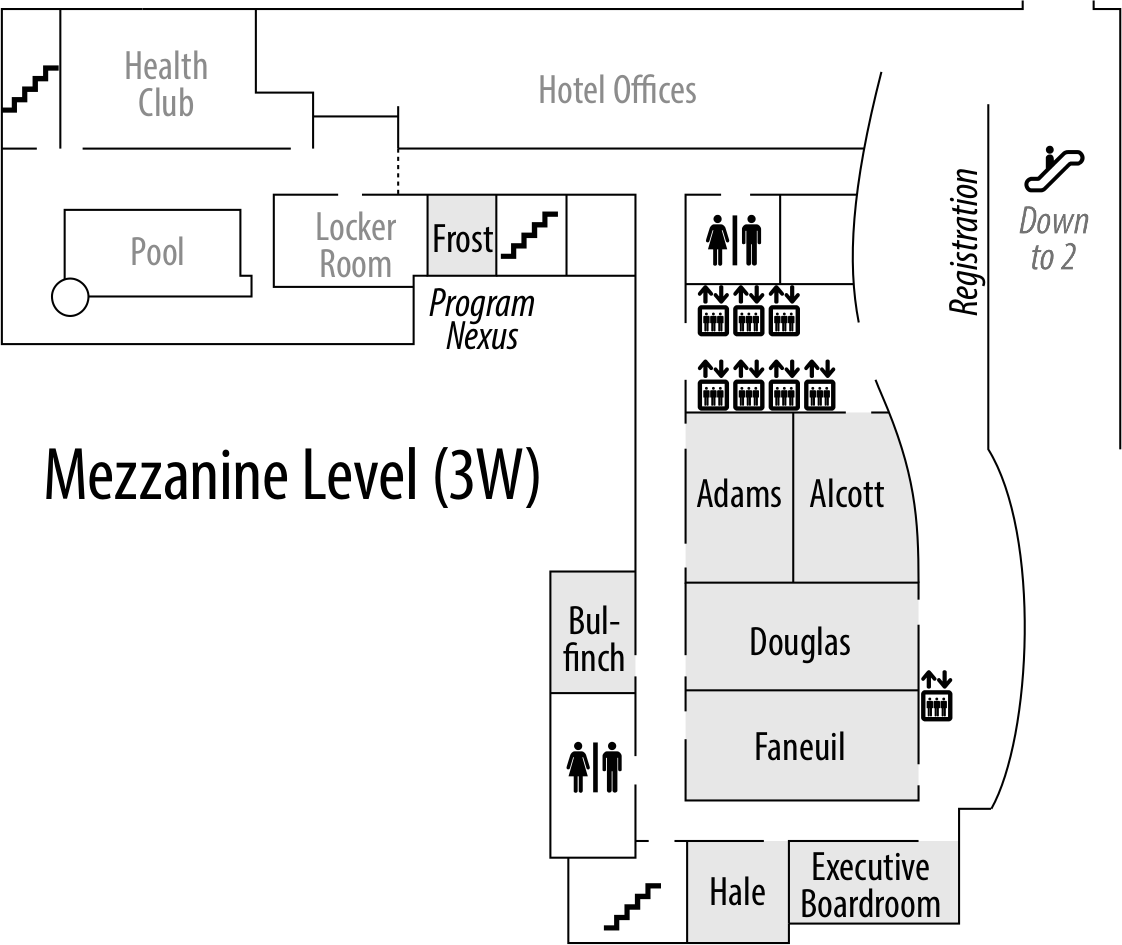 Health
Club
Hotel Offices
Registration
Down
to 2
Pool
Locker
Room
Frost
Program
Nexus
Mezzanine Level (3W)
Adams
Alcott
Bul-
finch
Douglas
Faneuil
Hale
Executive
Boardroom